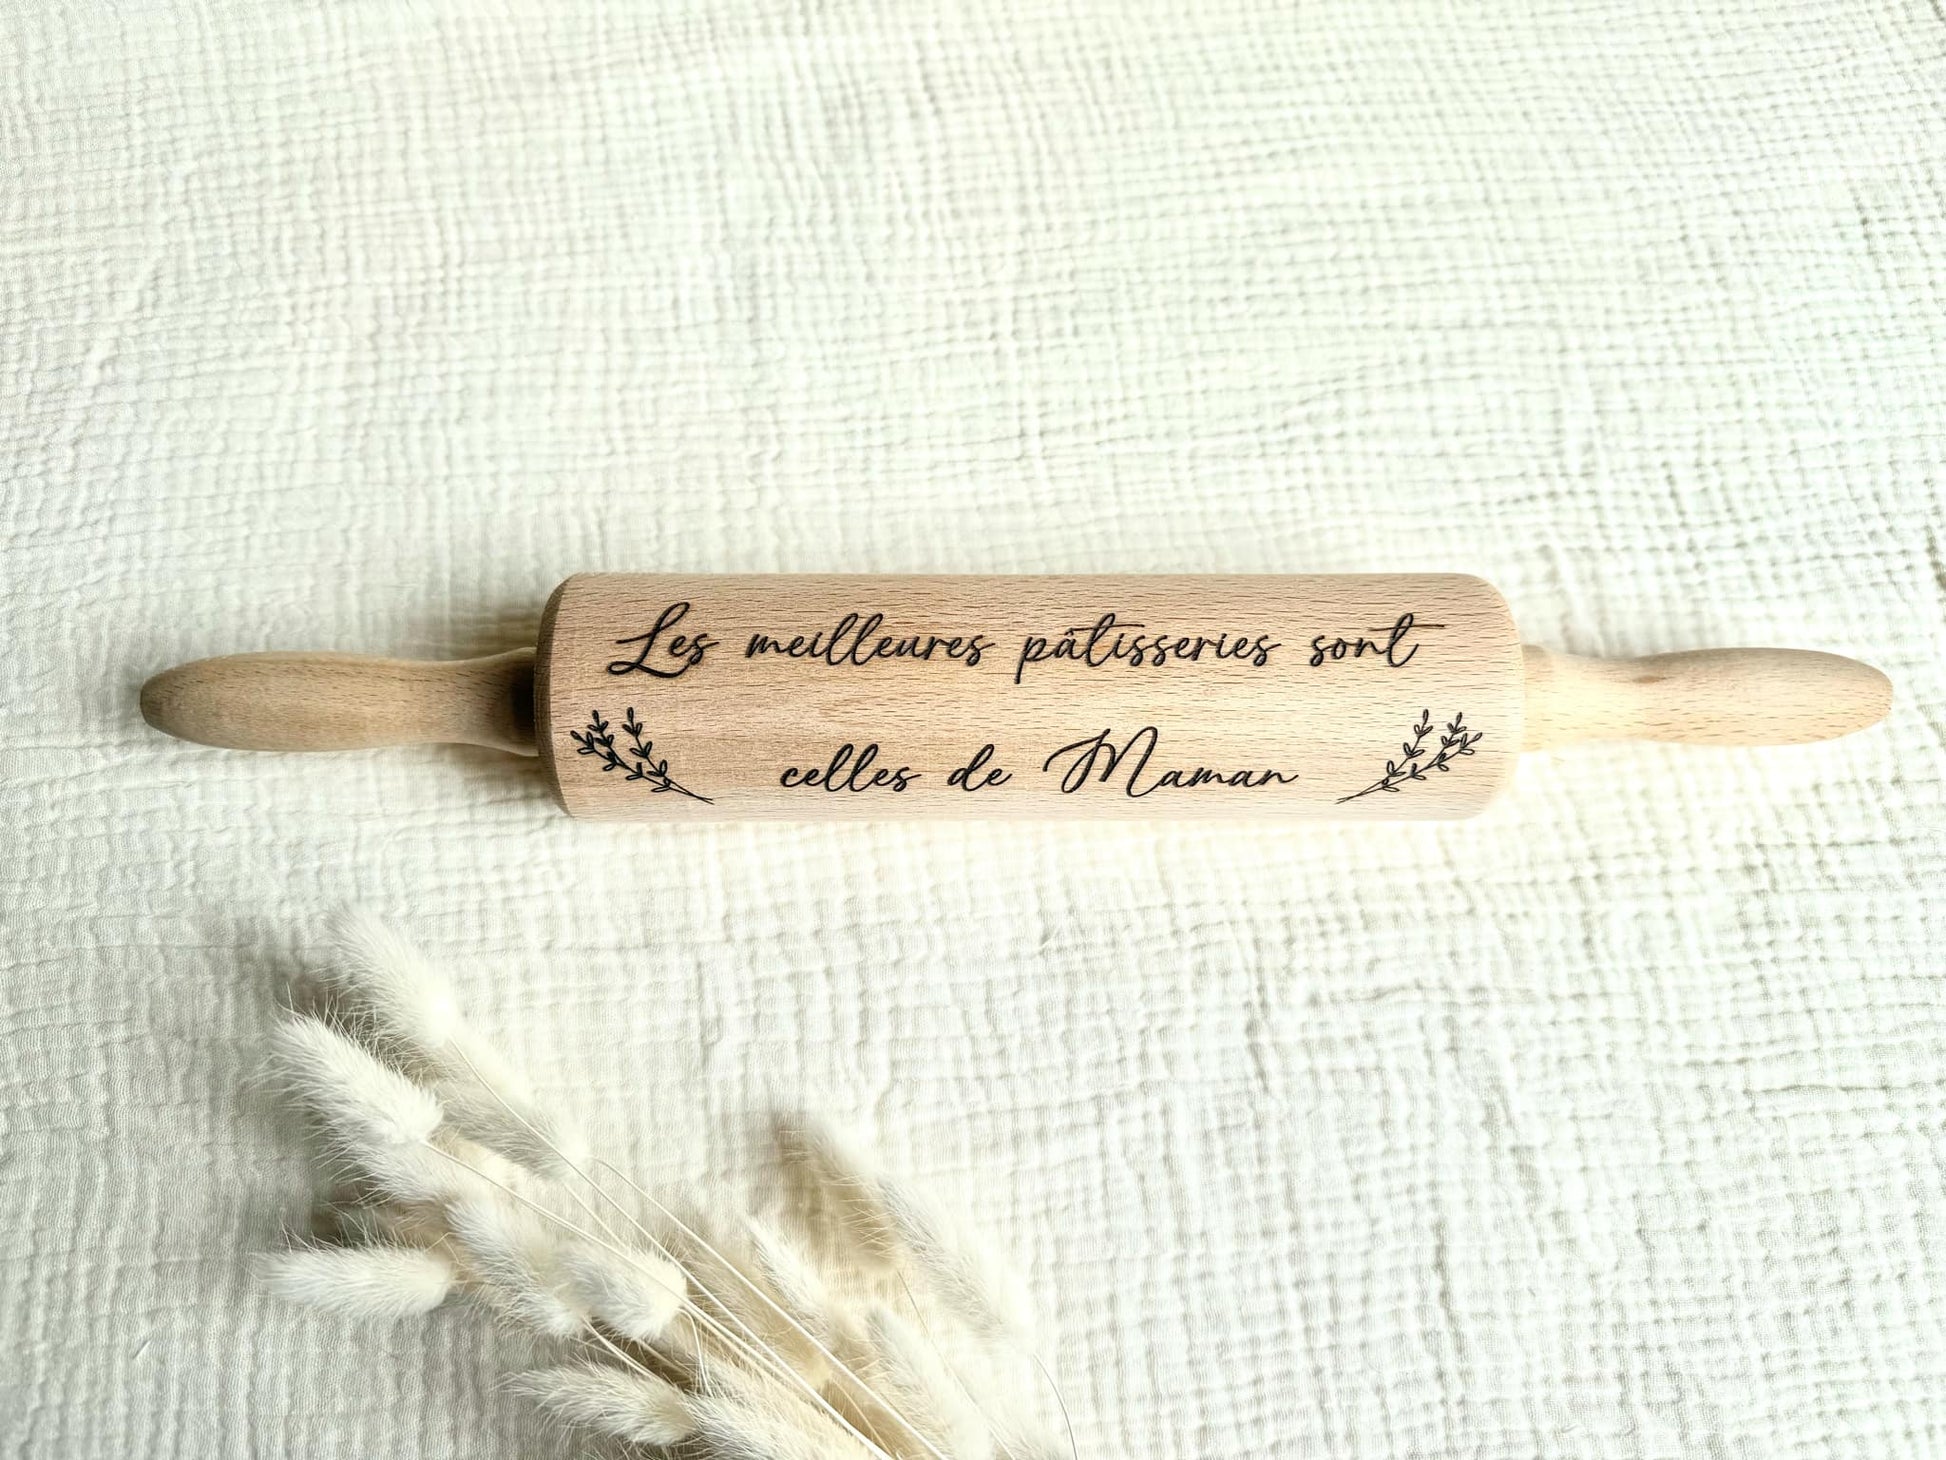 Les meilleures pâtisseries sont
celles de Maman